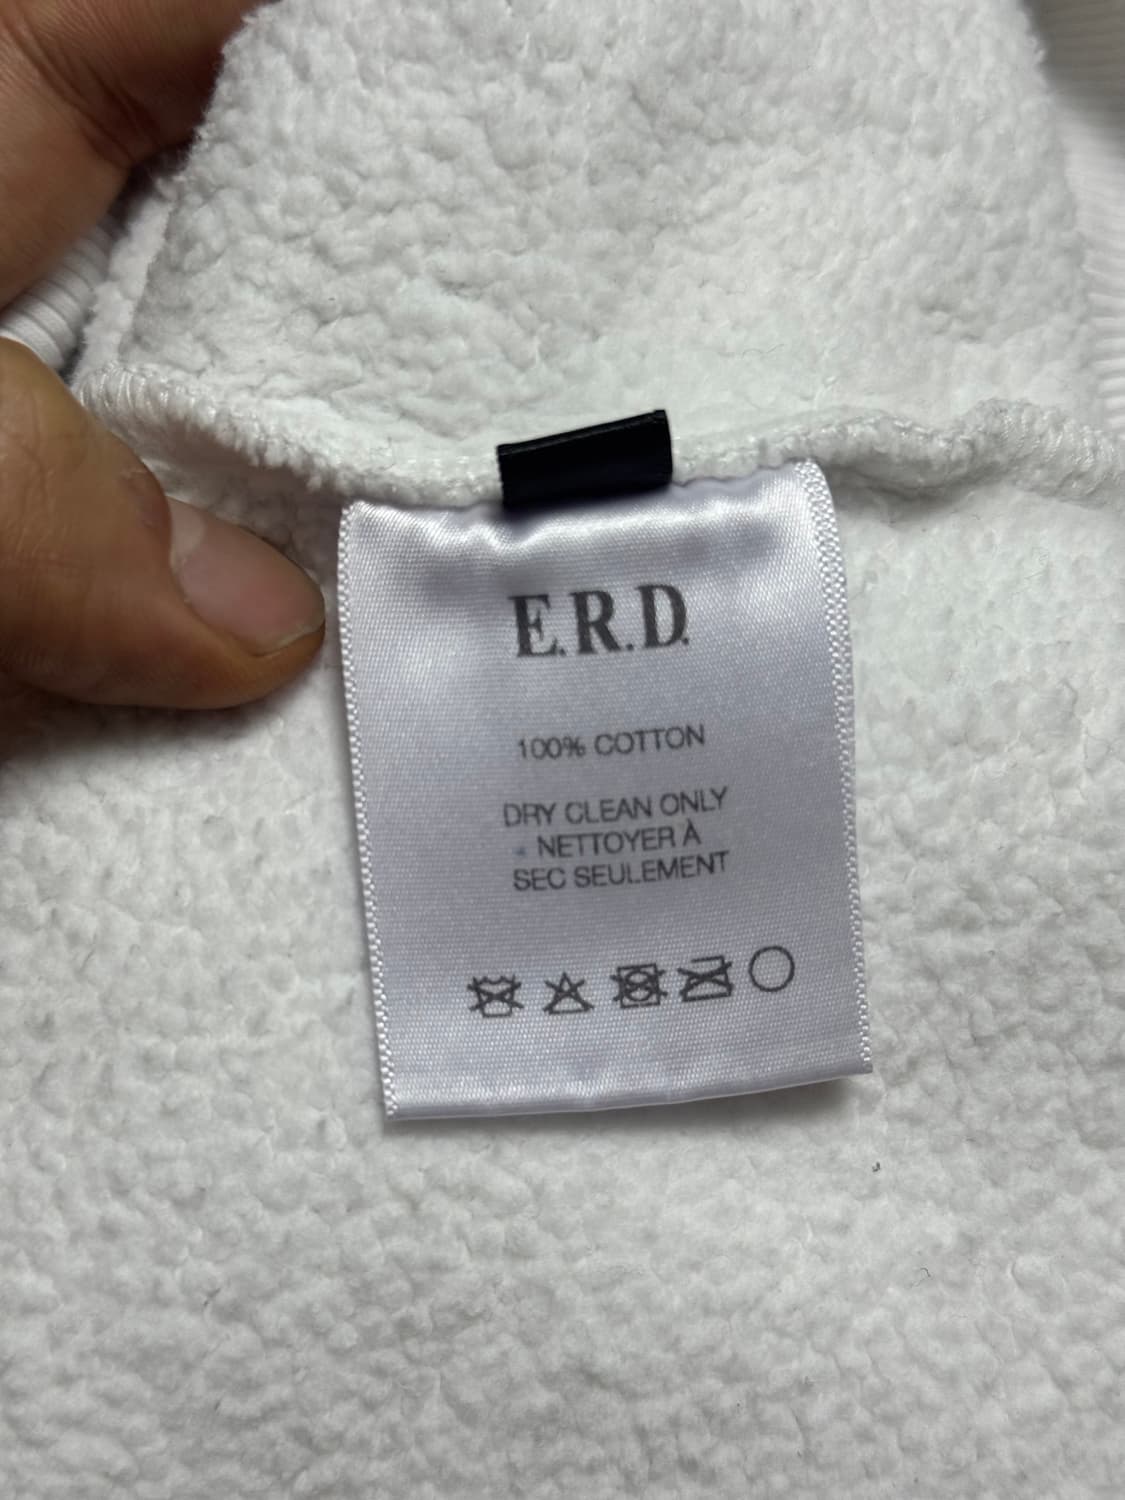 E.R.D.
100% COTTON
DRY CLEAN ONLY
NETTOYER À
SEC SEULEMENT